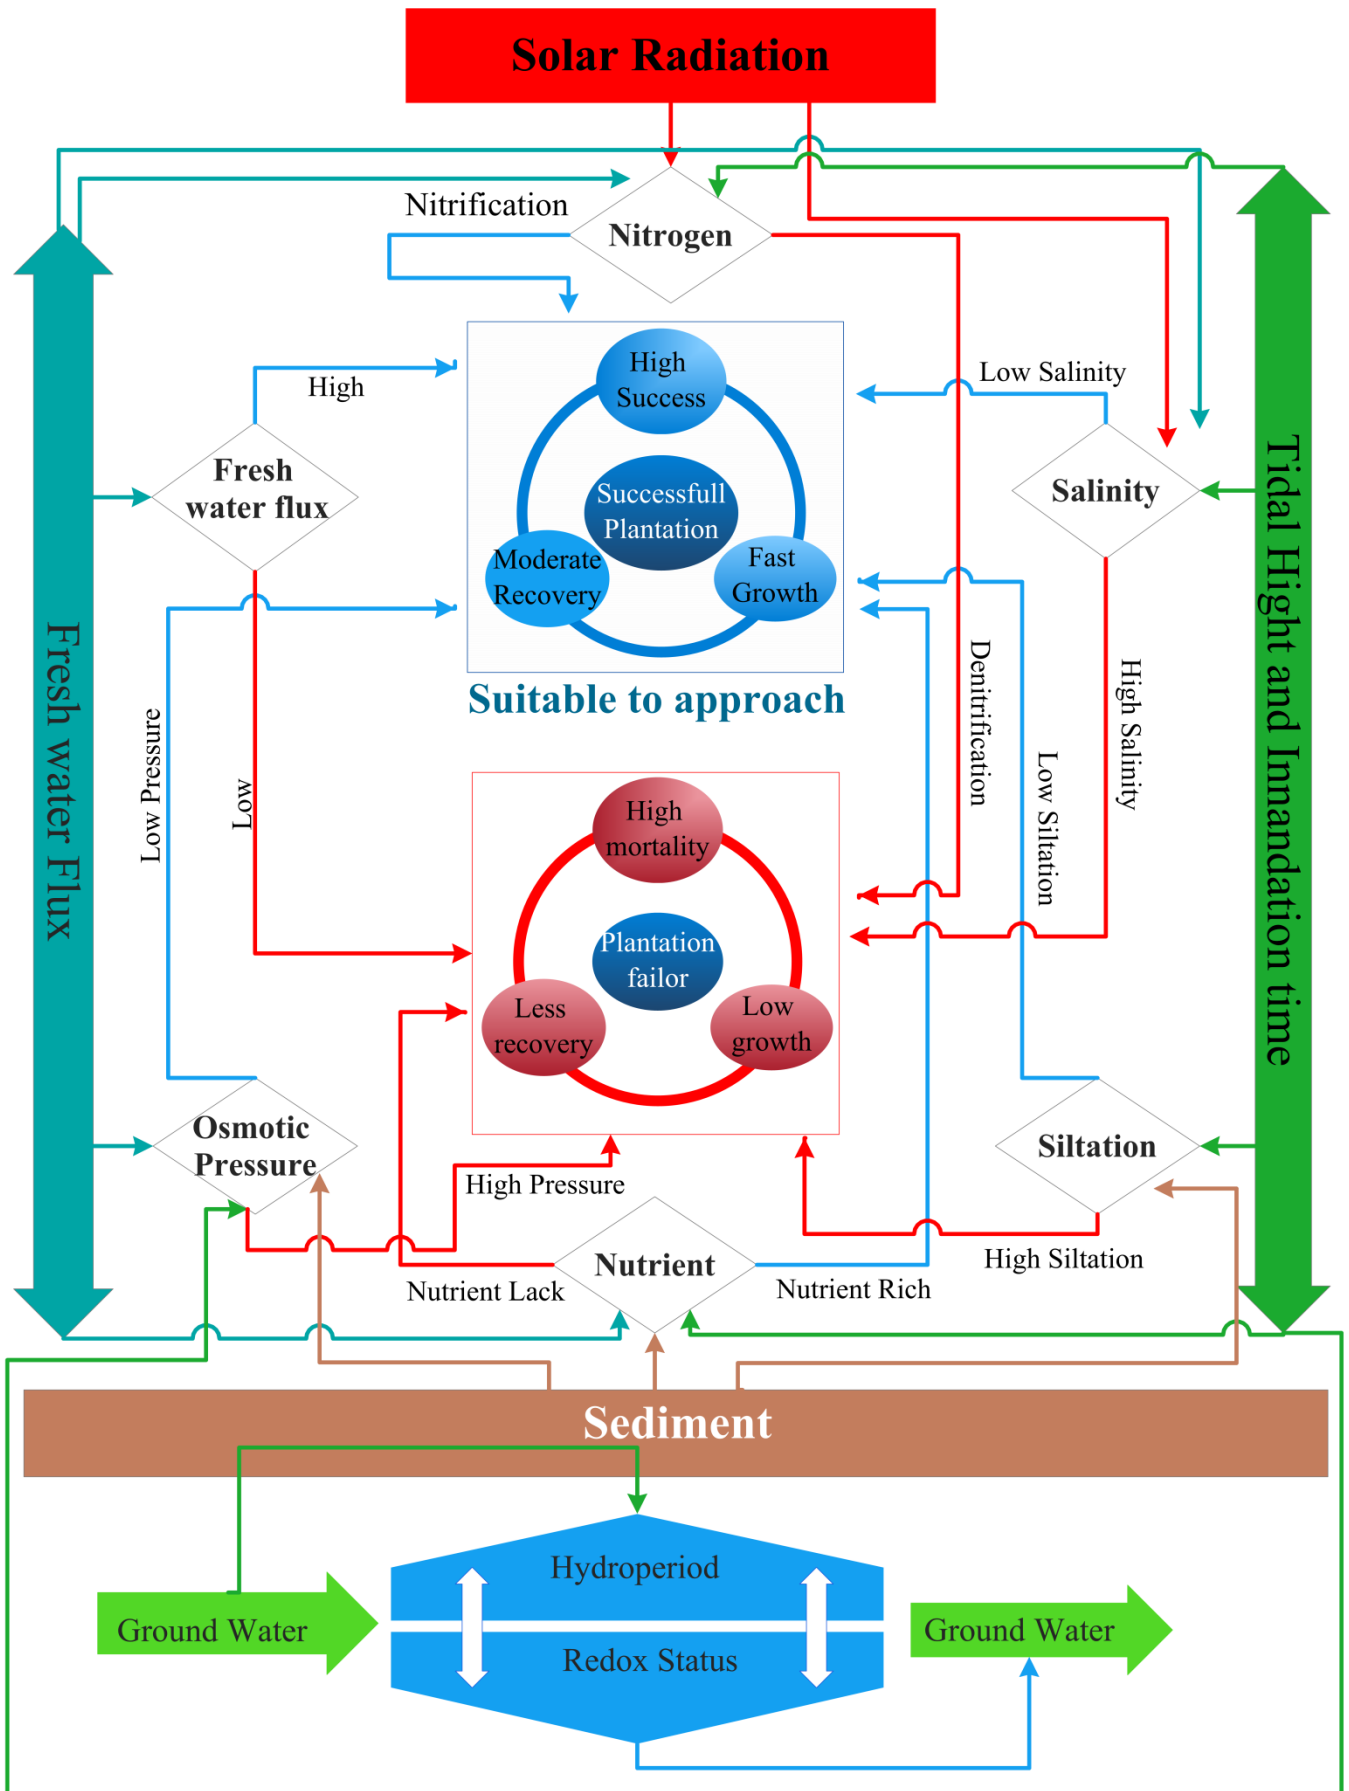 Solar Radiation
Nitrification
Nitrogen
High
Success
High
Low Salinity
Fresh
water flux
Successfull
Plantation
Salinity
Moderate
Recovery
Fast
Growth
Fresh water Flux
Tidal Hight and Innandation time
Low Pressure
Low
Suitable to approach
Denitrification
High Salinity
Low Siltation
High
mortality
Plantation
failor
Less
recovery
Low
growth
Osmotic
Pressure
Siltation
High Pressure
Nutrient
High Siltation
Nutrient Lack
Nutrient Rich
Sediment
Hydroperiod
Ground Water
Ground Water
Redox Status